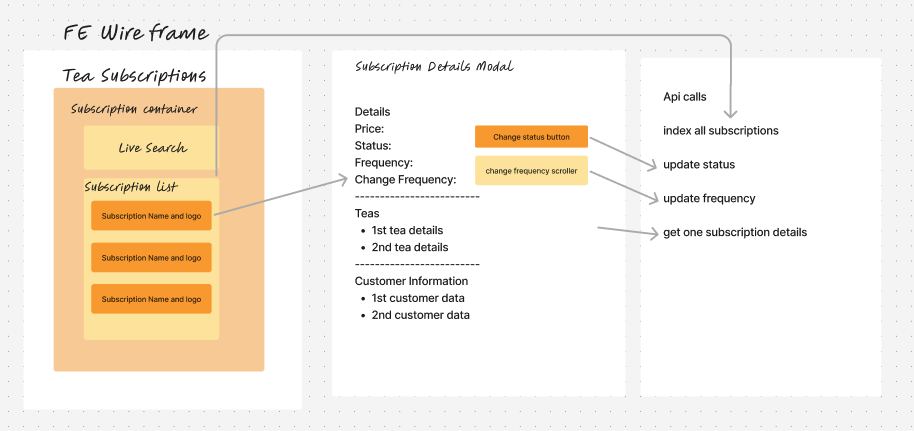 FE Wire frame
Tea Subscriptions
Subscription container
Live Search
Subscription list
Subscription Name and logo
Subscription Name and logo
Subscription Name and logo
Subscription Details Modal
Details
Price:
Status:
Change status button
Frequency:
change frequency scroller
Change Frequency:
------------------------
Teas
• 1st tea details
• 2nd tea details
------------------------
Customer Information
• 1st customer data
• 2nd customer data
Api calls
index all subscriptions
update status
update frequency
get one subscription details